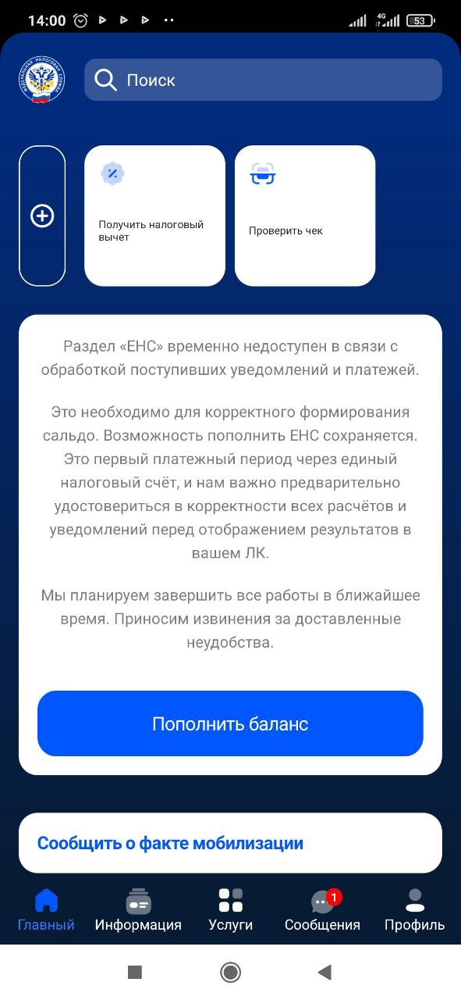 14:00
4G
53
ФЕДЕРАЛЬНАЯ НАЛОГОВАЯ СЛУЖБА
Поиск
Получить налоговый
вычет
Проверить чек
Раздел «ЕНС» временно недоступен в связи с
обработкой поступивших уведомлений и платежей.
Это необходимо для корректного формирования
сальдо. Возможность пополнить ЕНС сохраняется.
Это первый платежный период через единый
налоговый счёт, и нам важно предварительно
удостовериться в корректности всех расчётов и
уведомлений перед отображением результатов в
вашем ЛК.
Мы планируем завершить все работы в ближайшее
время. Приносим извинения за доставленные
неудобства.
Пополнить баланс
Сообщить о факте мобилизации
1
Главный
Информация
Услуги
Сообщения
Профиль